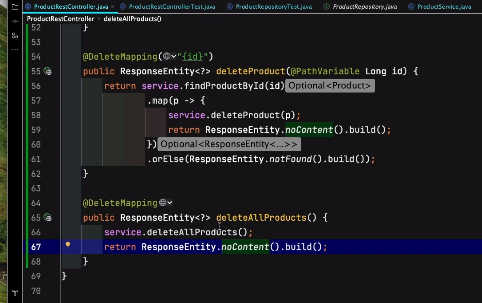 ProductRestController.java ProductRestControllerTest.java ProductRepositoryTest.java ProductRepository.java ProductService.java
ProductRestController > deleteAllProducts()
52 }
53
54 @DeleteMapping("{id}")
55 public ResponseEntity<?> deleteProduct(@PathVariable Long id) {
56 return service.findProductById(id) Optional<Product>
57 .map(p -> {
58 service.deleteProduct(p);
59 return ResponseEntity.noContent().build();
60 }) Optional<ResponseEntity<...>>
61 .orElse(ResponseEntity.notFound().build());
62 }
63
64 @DeleteMapping
65 public ResponseEntity<?> deleteAllProducts() {
66 service.deleteAllProducts();
67 return ResponseEntity.noContent().build();
68 }
69 }
70